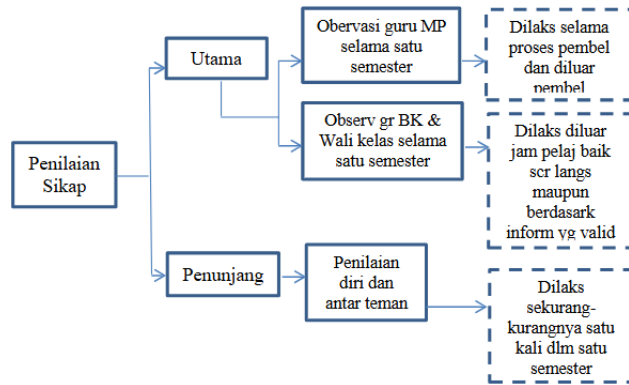 Penilaian
Sikap
Utama
Obervasi guru MP
selama satu
semester
Dilaks selama
proses pembel
dan diluar
pembel
Observ gr BK &
Wali kelas selama
satu semester
Dilaks diluar
jam pelaj baik
scr langs
maupun
berdasark
inform yg valid
Penunjang
Penilaian
diri dan
antar teman
Dilaks
sekurang-
kurangnya satu
kali dlm satu
semester